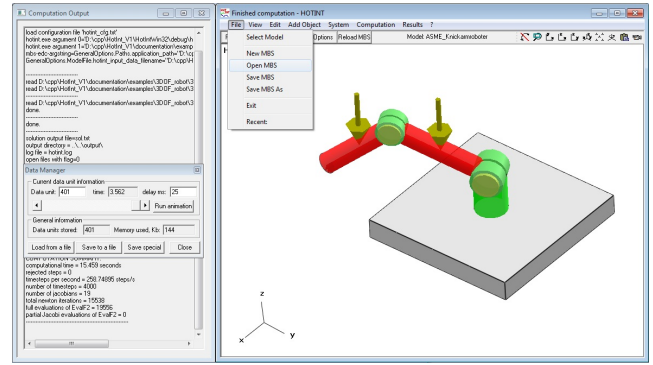 Computation Output
load configuration file 'hotint_cfg.txt'
hotint.exe argument 0='D:\cpp\HotInt_V1\HotInt\Win32\debug\h
hotint.exe argument 1='D:\cpp\HotInt_V1\documentation\examp
mbs-edc-argstring=GeneralOptions.Paths.application_path="D:\cp
GeneralOptions.ModelFile.hotint_input_data_filename="D:\cpp\H
read D:\cpp\HotInt_V1\documentation\examples\3DOF_robot\3
read D:\cpp\HotInt_V1\documentation\examples\3DOF_robot\3
read D:\cpp\HotInt_V1\documentation\examples\3DOF_robot\3
done.
done.
solution output file=sol.txt
output directory = ..\..\output\
log file = hotint.log
open files with flag=0
Data Manager
Current data unit information
Data unit: 401 time: 3.562 delay ms: 25
Run animation
General information
Data units stored: 401 Memory used, Kb: 144
Load from a file Save to a file Save special Close
computational time = 15.459 seconds
rejected steps = 0
timesteps per second = 258.74895 steps/s
number of timesteps = 4000
number of jacobians = 19
total newton iterations = 15538
full evaluations of EvalF2 = 19556
partial Jacobi evaluations of EvalF2 = 0
Finished computation - HOTINT
File View Edit Add Object System Computation Results ?
Options Reload MBS Model: ASME_Knickarmroboter
Select Model
New MBS
Open MBS
Save MBS
Save MBS As
Exit
Recent:
z
x
y